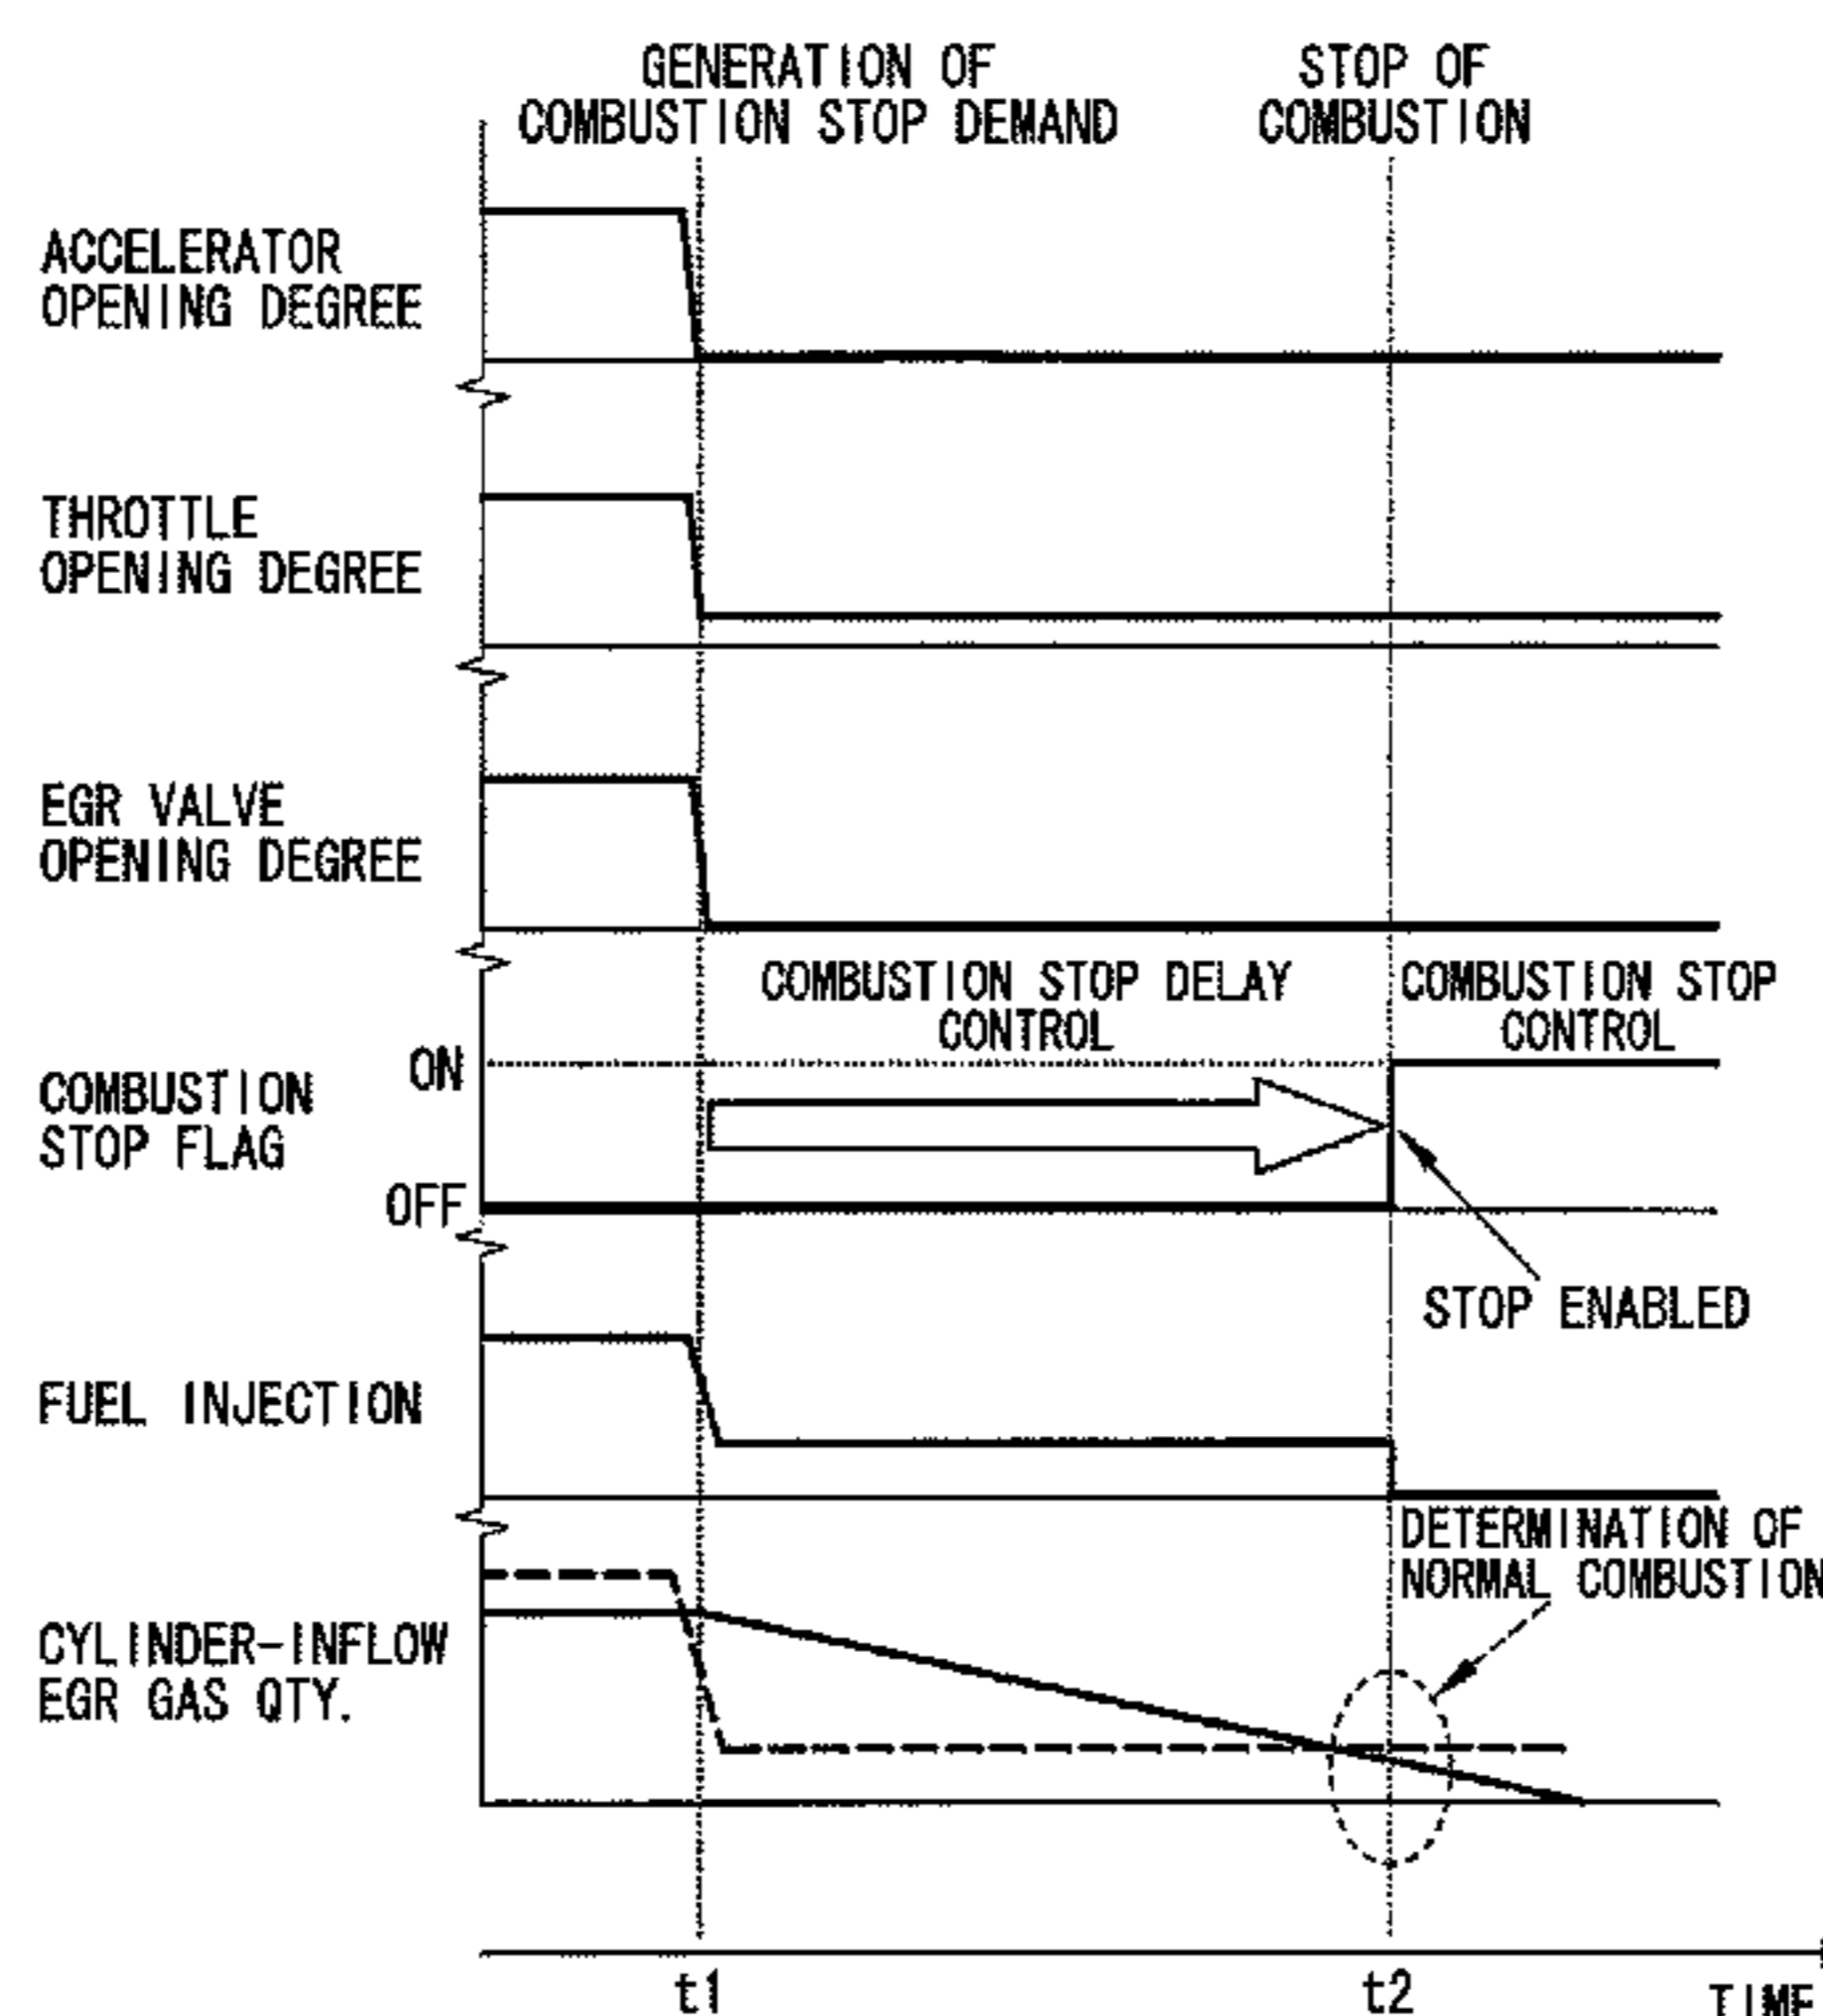 GENERATION OF
COMBUSTION STOP DEMAND
STOP OF
COMBUSTION
ACCELERATOR
OPENING DEGREE
THROTTLE
OPENING DEGREE
EGR VALVE
OPENING DEGREE
COMBUSTION STOP DELAY
CONTROL
COMBUSTION STOP
CONTROL
ON
COMBUSTION
STOP FLAG
OFF
STOP ENABLED
FUEL INJECTION
DETERMINATION OF
NORMAL COMBUSTION
CYLINDER-INFLOW
EGR GAS QTY.
t1
t2
TIME